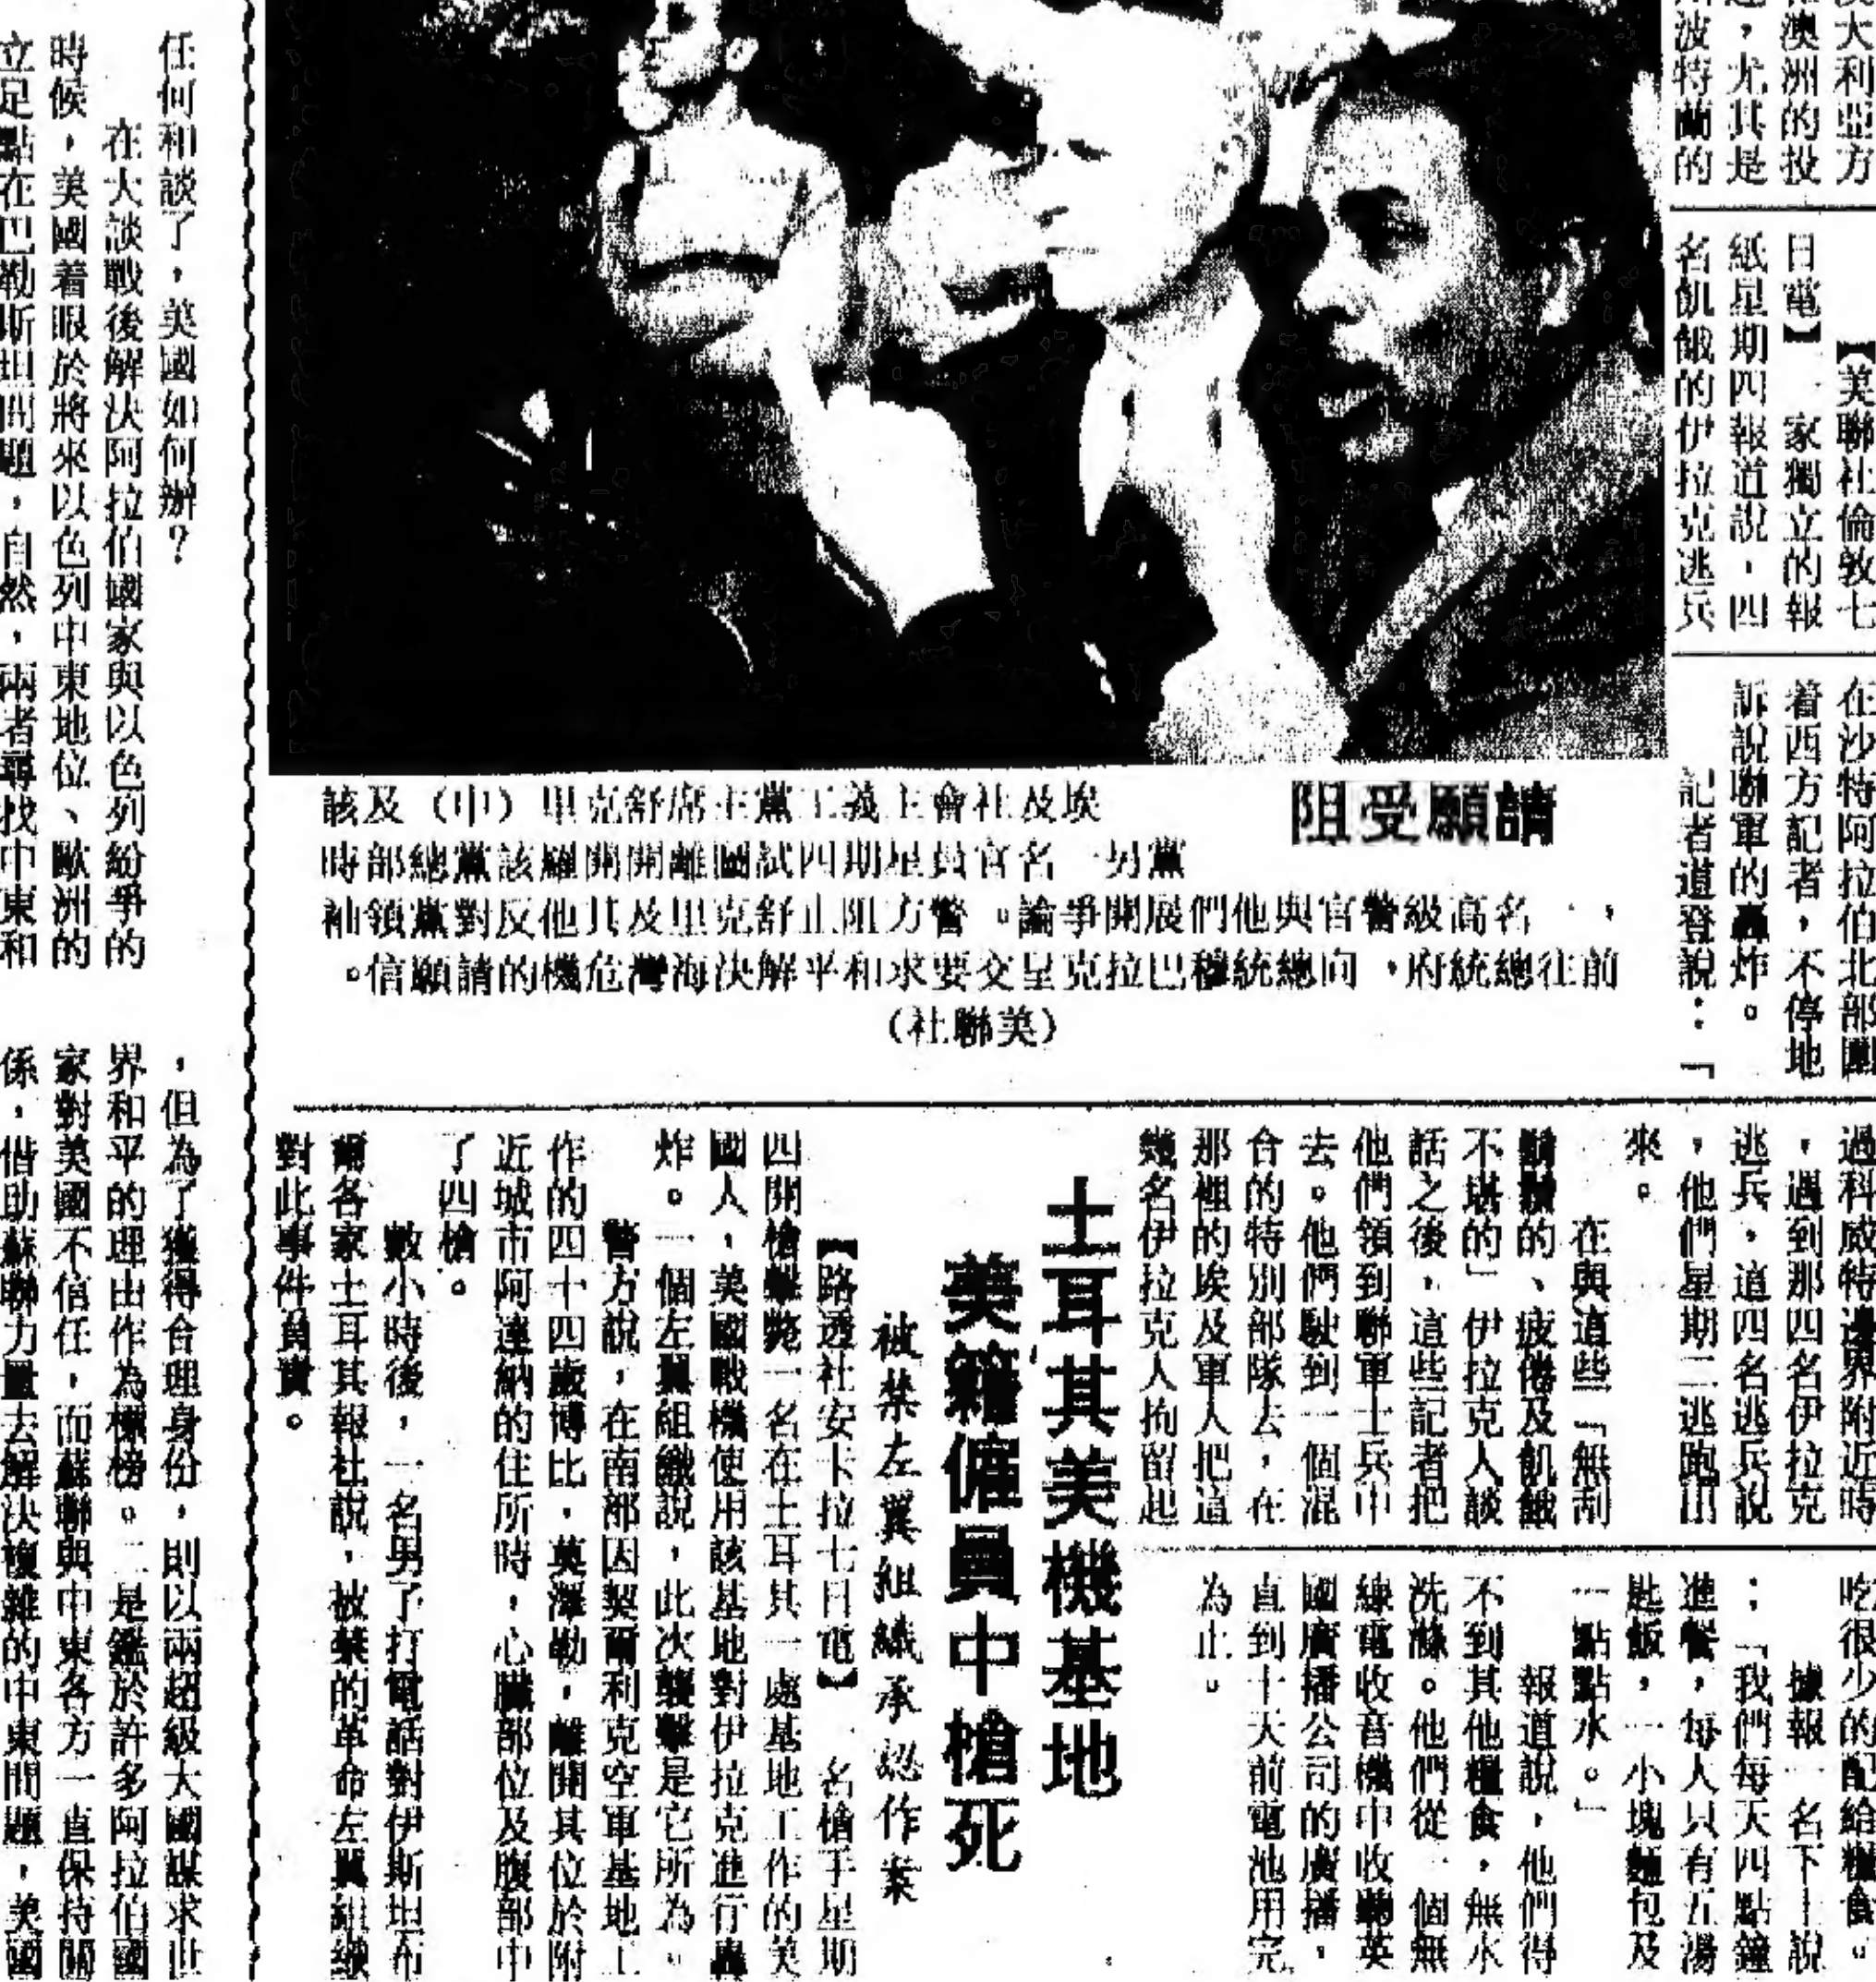 大利亞方
澳洲的投
，尤其是
波特蘭的
【美聯社倫敦七
日電】一家獨立的報
紙星期四報道說，四
名飢餓的伊拉克逃兵
在沙特阿拉伯北部圍
着西方記者，不停地
訴說聯軍的轟炸。
記者道登說：「
過科威特邊界附近時
，遇到那四名伊拉克
逃兵，這四名逃兵說
，他們星期二逃跑出
來。
在與這些「無刮
鬍鬚的、疲倦及飢餓
不堪的」伊拉克人談
話之後，這些記者把
他們領到聯軍士兵中
去。他們駛到一個混
合的特別部隊去，在
那裡的埃及軍人把這
幾名伊拉克人拘留起
吃很少的配給糧食。
據報一名下士說
：「我們每天四點鐘
進餐，每人只有五湯
匙飯，一小塊麵包及
一點點水。」
報道說，他們得
不到其他糧食，無水
洗滌。他們從一個無
線電收音機中收聽英
國廣播公司的廣播，
直到十天前電池用完
為止。
請願受阻
埃及社會主義工黨主席舒克里（中）及該
黨另一名官員星期四試圖離開開羅該黨總部時
，一名高級警官與他們展開爭論。警方阻止舒克里及其他反對黨領袖
前往總統府，向總統穆巴拉克呈交要求和平解決海灣危機的請願信。
（美聯社）
土耳其美機基地
美籍僱員中槍死
被禁左翼組織承認作案
【路透社安卡拉七日電】一名槍手星期
四開槍擊斃一名在土耳其一處基地工作的美
國人，美國戰機使用該基地對伊拉克進行轟
炸。一個左翼組織說，此次襲擊是它所為。
警方說，在南部因契爾利克空軍基地工
作的四十四歲博比．莫澤勒，離開其位於附
近城市阿達納的住所時，心臟部位及腹部中
了四槍。
數小時後，一名男子打電話對伊斯坦布
爾各家土耳其報社說，被禁的革命左翼組織
對此事件負責。
任何和談了，美國如何辦？
在大談戰後解決阿拉伯國家與以色列紛爭的
時候，美國着眼於將來以色列中東地位、歐洲的
立足點在巴勒斯坦問題，自然，兩者尋找中東和
，但為了獲得合理身份，則以兩超級大國謀求世
界和平的理由作為標榜。二是鑑於許多阿拉伯國
家對美國不信任，而蘇聯與中東各方一直保持關
係，借助蘇聯力量去解決複雜的中東問題，美國